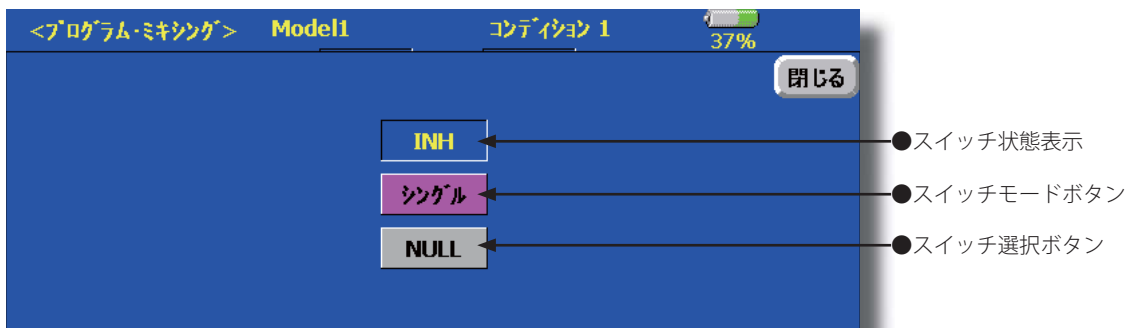 <プログラム・ミキシング> Model1 コンディション 1 37%
閉じる
INH ●スイッチ状態表示
シングル ●スイッチモードボタン
NULL ●スイッチ選択ボタン